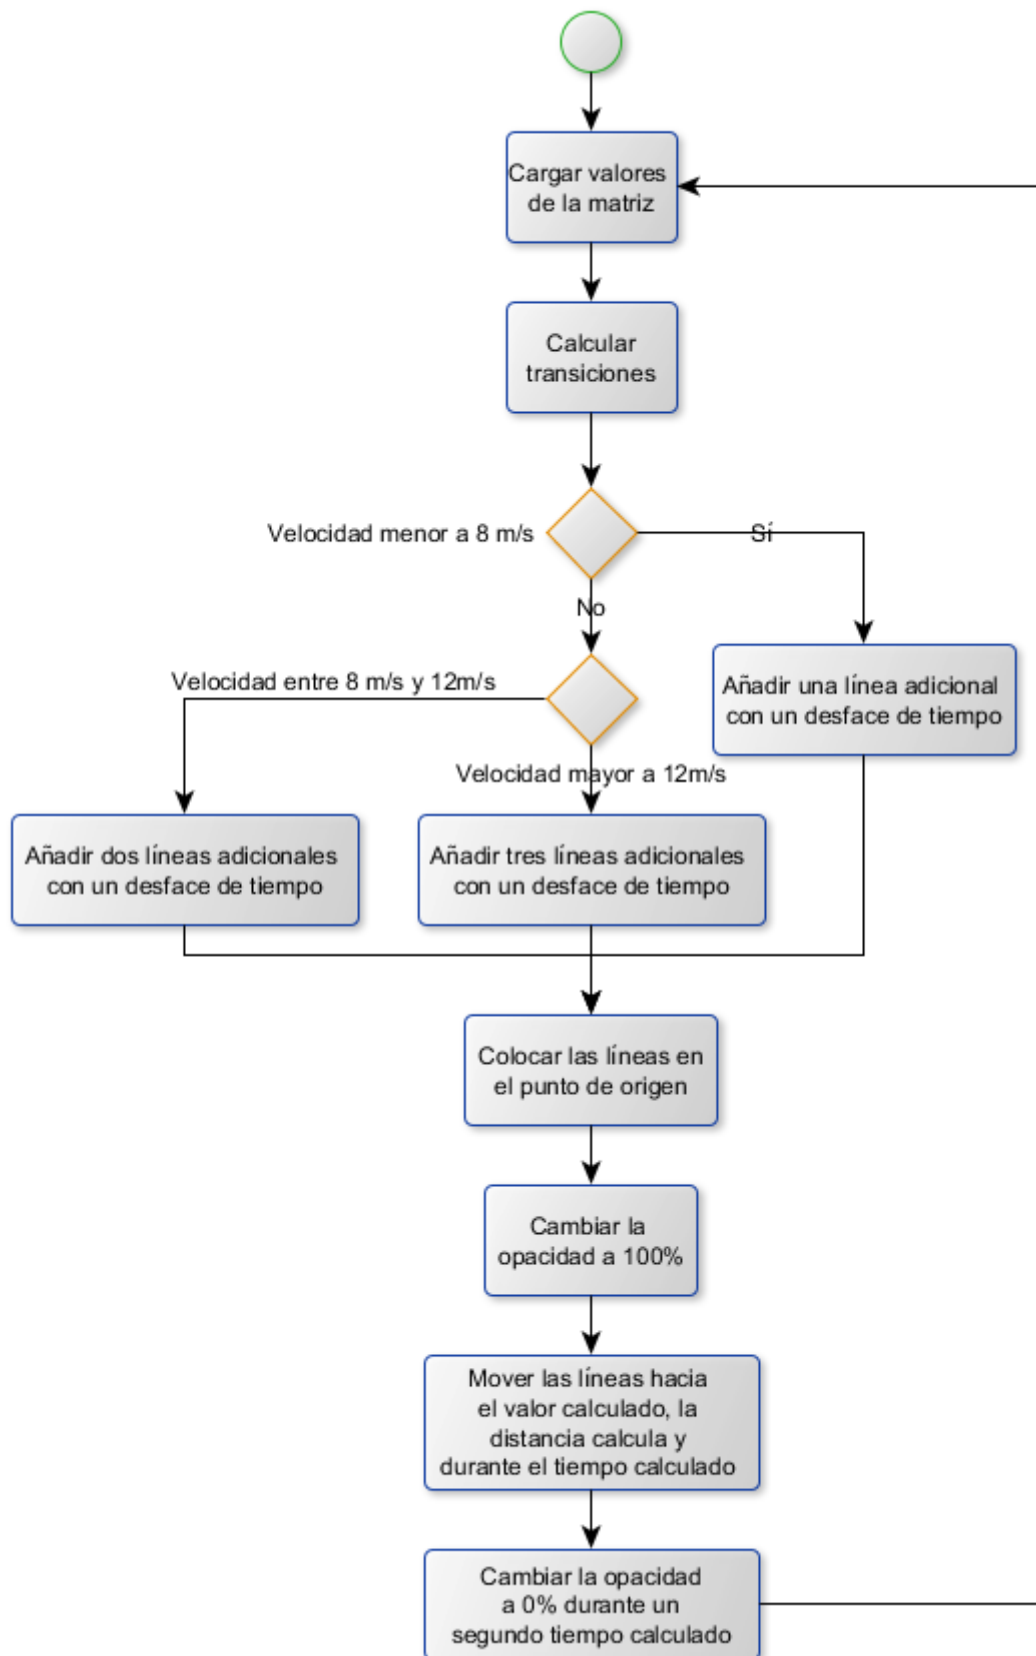 Cargar valores
de la matriz
Calcular
transiciones
Velocidad menor a 8 m/s
Sí
No
Velocidad entre 8 m/s y 12m/s
Añadir una línea adicional
con un desface de tiempo
Velocidad mayor a 12m/s
Añadir dos líneas adicionales
con un desface de tiempo
Añadir tres líneas adicionales
con un desface de tiempo
Colocar las líneas en
el punto de origen
Cambiar la
opacidad a 100%
Mover las líneas hacia
el valor calculado, la
distancia calcula y
durante el tiempo calculado
Cambiar la opacidad
a 0% durante un
segundo tiempo calculado